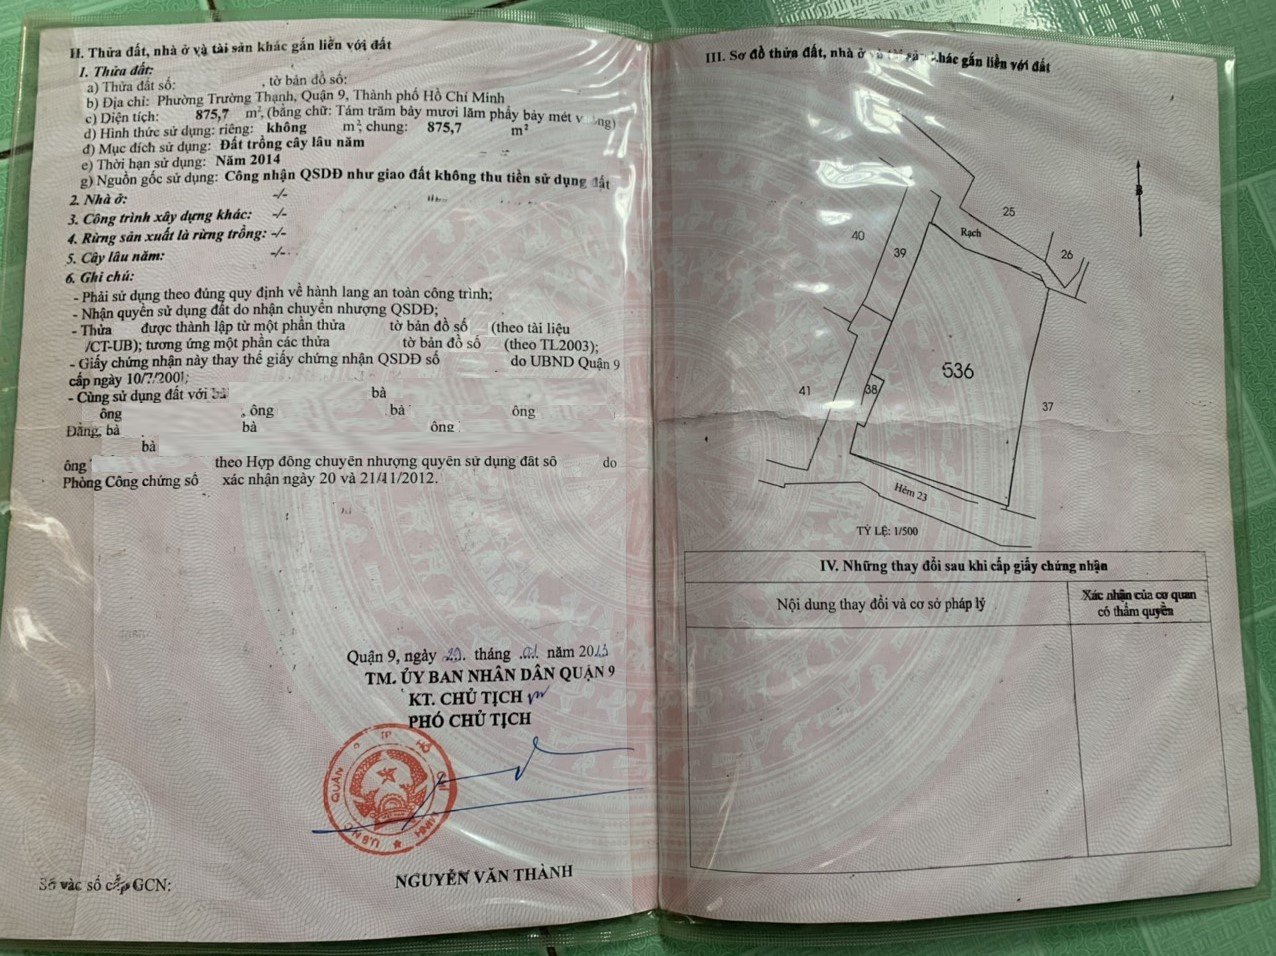 II. Thửa đất, nhà ở và tài sản khác gắn liền với đất
1. Thửa đất:
a) Thửa đất số: , tờ bản đồ số:
b) Địa chỉ: Phường Trường Thạnh, Quận 9, Thành phố Hồ Chí Minh
c) Diện tích: 875,7 m², (bằng chữ: Tám trăm bảy mươi lăm phẩy bảy mét vuông)
d) Hình thức sử dụng: riêng: không m²; chung: 875,7 m²
đ) Mục đích sử dụng: Đất trồng cây lâu năm
e) Thời hạn sử dụng: Năm 2014
g) Nguồn gốc sử dụng: Công nhận QSDĐ như giao đất không thu tiền sử dụng đất
2. Nhà ở: -/-
3. Công trình xây dựng khác: -/-
4. Rừng sản xuất là rừng trồng: -/-
5. Cây lâu năm: -/-
6. Ghi chú:
- Phải sử dụng theo đúng quy định về hành lang an toàn công trình;
- Nhận quyền sử dụng đất do nhận chuyển nhượng QSDĐ;
- Thửa được thành lập từ một phần thửa tờ bản đồ số (theo tài liệu
/CT-UB); tương ứng một phần các thửa tờ bản đồ số (theo TL2003);
- Giấy chứng nhận này thay thế giấy chứng nhận QSDĐ số do UBND Quận 9
cấp ngày
- Cùng sử dụng đất với bà bà
ông , ông bà ông
Đằng, bà bà ông
bà
ông theo Hợp đồng chuyển nhượng quyền sử dụng đất số do
Phòng Công chứng số xác nhận ngày 20 và 21/11/2012.
Quận 9, ngày tháng năm 2013
TM. ỦY BAN NHÂN DÂN QUẬN 9
KT. CHỦ TỊCH
PHÓ CHỦ TỊCH
U.B.N.D QUẬN 9 TP HỒ CHÍ MINH
NGUYỄN VĂN THÀNH
Số vào sổ cấp GCN:
III. Sơ đồ thửa đất, nhà ở và tài sản khác gắn liền với đất
B
25
Rạch
26
40
39
536
41
38
37
Hẻm 23
TỶ LỆ: 1/500
IV. Những thay đổi sau khi cấp giấy chứng nhận
Nội dung thay đổi và cơ sở pháp lý
Xác nhận của cơ quan
có thẩm quyền